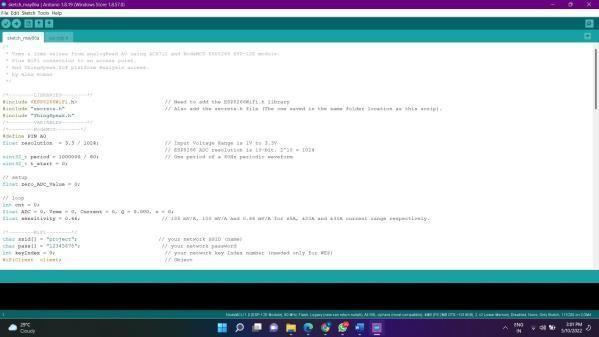 sketch_may06a | Arduino 1.8.19 (Windows Store 1.8.57.0)
File Edit Sketch Tools Help
sketch_may06a secrets.h
/*
* Vrms & Irms values from analogRead A0 using ACS712 and NodeMCU ESP8266 ESP-12E module.
* Plus WiFi connection to an access point.
* And ThingSpeak IoT platform Analysis access.
* by Alex Roman
*/
/*--------LIBRARIES--------*/
#include <ESP8266WiFi.h> // Need to add the ESP8266WiFi.h library
#include "secrets.h" // Also add the secrets.h file (The one saved in the same folder location as this script).
#include "ThingSpeak.h"
/*--------VARIABLES--------*/
/*--------NODEMCU--------*/
#define PIN A0
float resolution = 3.3 / 1024; // Input Voltage Range is 1V to 3.3V
// ESP8266 ADC resolution is 10-bit. 2^10 = 1024
uint32_t period = 1000000 / 60; // One period of a 60Hz periodic waveform
uint32_t t_start = 0;
// setup
float zero_ADC_Value = 0;
// loop
int cnt = 0;
float ADC = 0, Vrms = 0, Current = 0, Q = 0.000, s = 0;
float sensitivity = 0.66; // 185 mV/A, 100 mV/A and 0.66 mV/A for ±5A, ±20A and ±30A current range respectively.
/*--------WiFi--------*/
char ssid[] = "project"; // your network SSID (name)
char pass[] = "12345678"; // your network password
int keyIndex = 0; // your network key Index number (needed only for WEP)
WiFiClient client; // Object
1
29°C
Cloudy
ENG
IN
3:01 PM
5/10/2022